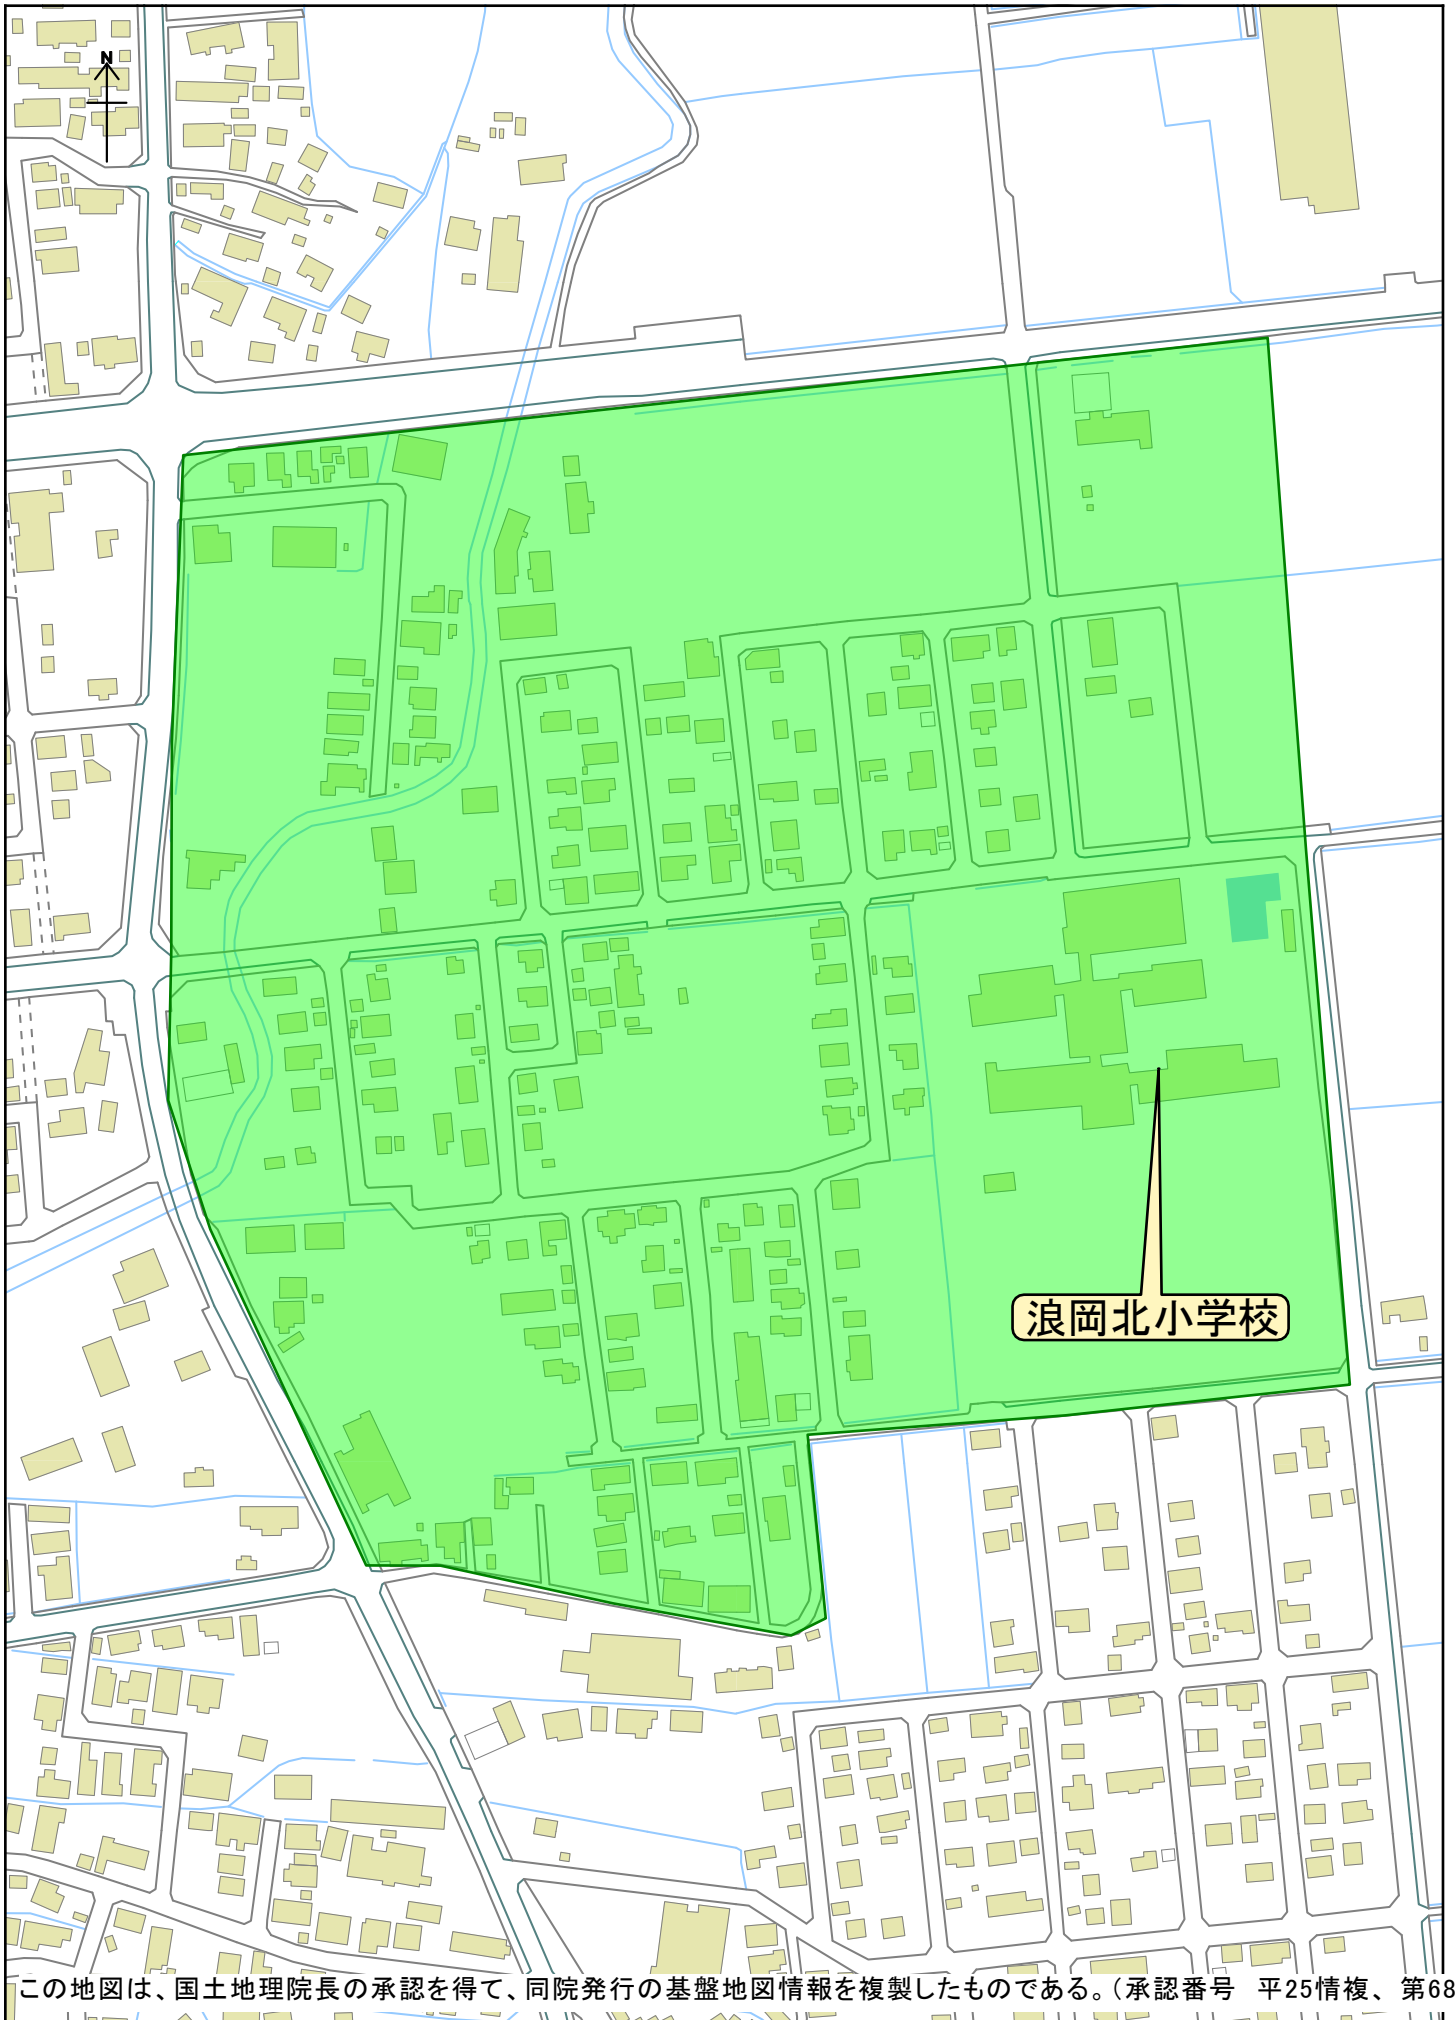 N
浪岡北小学校
この地図は、国土地理院長の承認を得て、同院発行の基盤地図情報を複製したものである。（承認番号　平25情複、第68